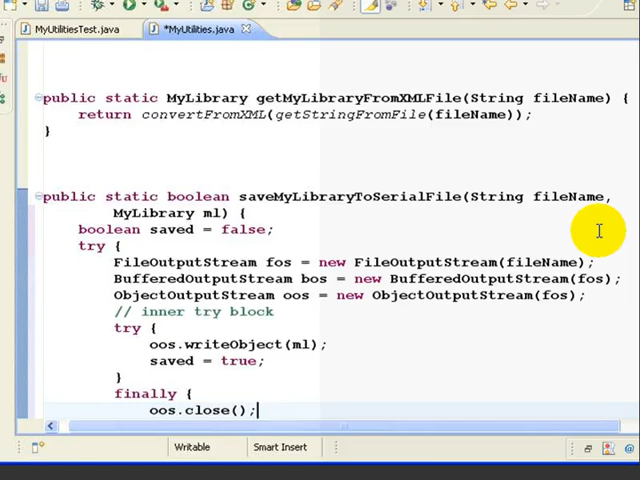 MyUtilitiesTest.java *MyUtilities.java
public static MyLibrary getMyLibraryFromXMLFile(String fileName) {
return convertFromXML(getStringFromFile(fileName));
}
public static boolean saveMyLibraryToSerialFile(String fileName,
MyLibrary ml) {
boolean saved = false;
try {
FileOutputStream fos = new FileOutputStream(fileName);
BufferedOutputStream bos = new BufferedOutputStream(fos);
ObjectOutputStream oos = new ObjectOutputStream(fos);
// inner try block
try {
oos.writeObject(ml);
saved = true;
}
finally {
oos.close();
Writable Smart Insert